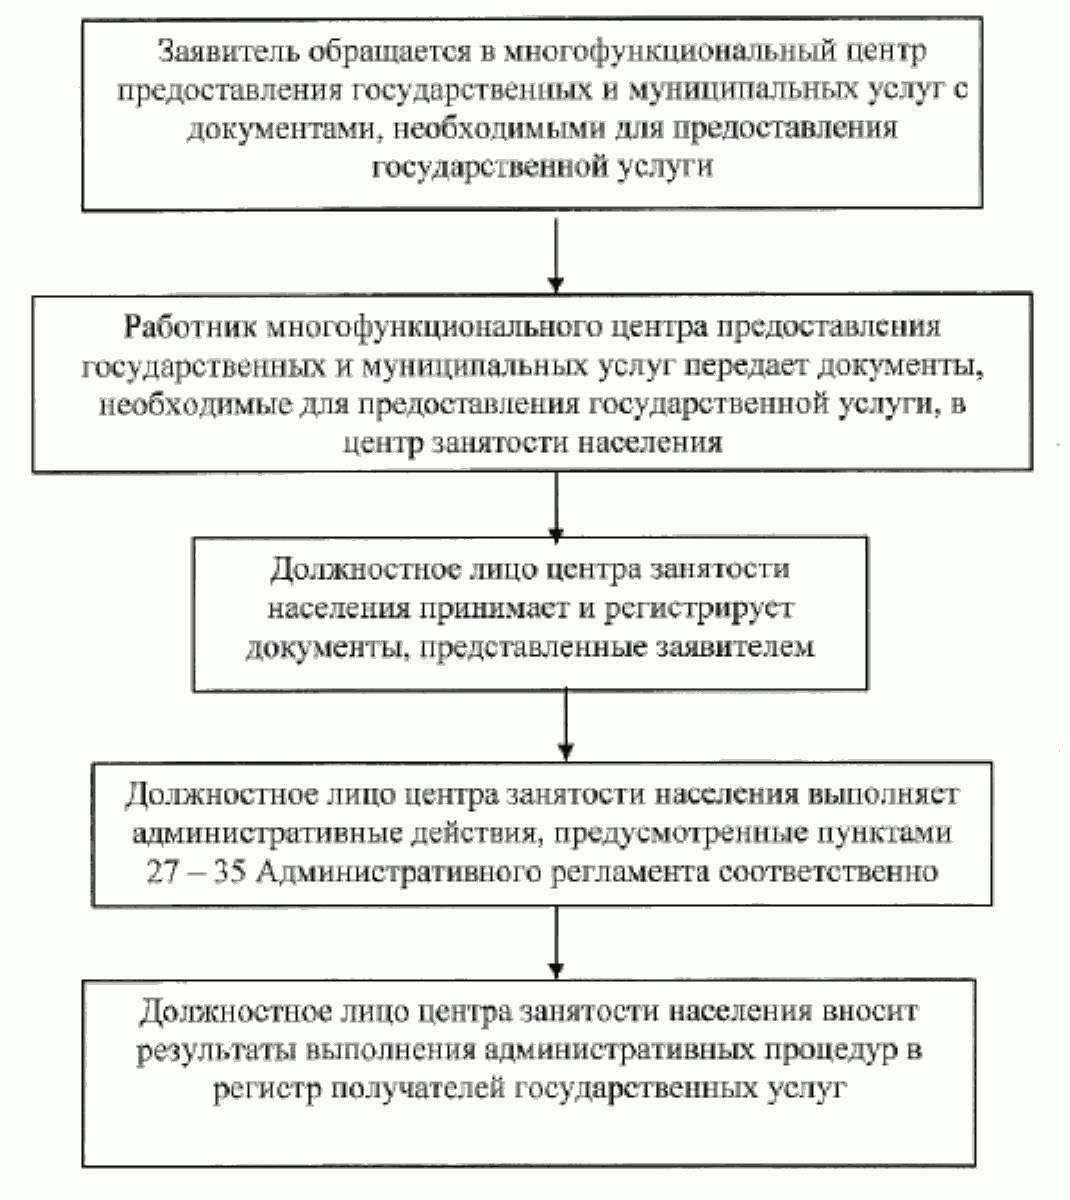 Заявитель обращается в многофункциональный центр
предоставления государственных и муниципальных услуг с
документами, необходимыми для предоставления
государственной услуги
Работник многофункционального центра предоставления
государственных и муниципальных услуг передает документы,
необходимые для предоставления государственной услуги, в
центр занятости населения
Должностное лицо центра занятости
населения принимает и регистрирует
документы, представленные заявителем
Должностное лицо центра занятости населения выполняет
административные действия, предусмотренные пунктами
27 – 35 Административного регламента соответственно
Должностное лицо центра занятости населения вносит
результаты выполнения административных процедур в
регистр получателей государственных услуг